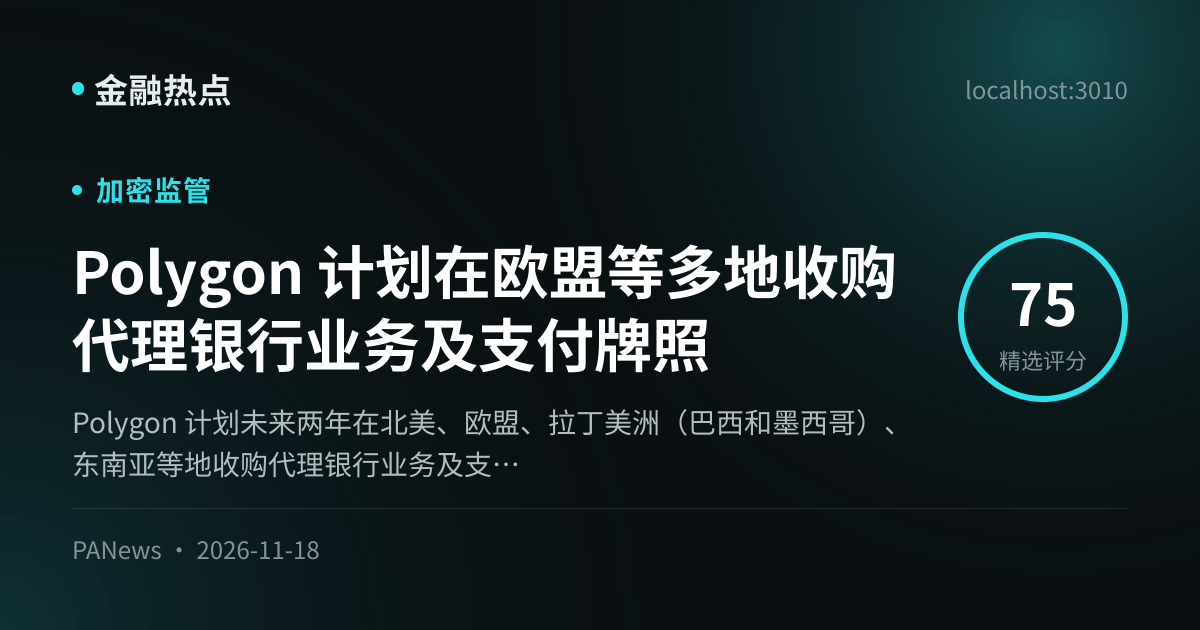 金融热点
localhost:3010
加密监管
Polygon 计划在欧盟等多地收购
代理银行业务及支付牌照
75
精选评分
Polygon 计划未来两年在北美、欧盟、拉丁美洲（巴西和墨西哥）、
东南亚等地收购代理银行业务及支…
PANews • 2026-11-18